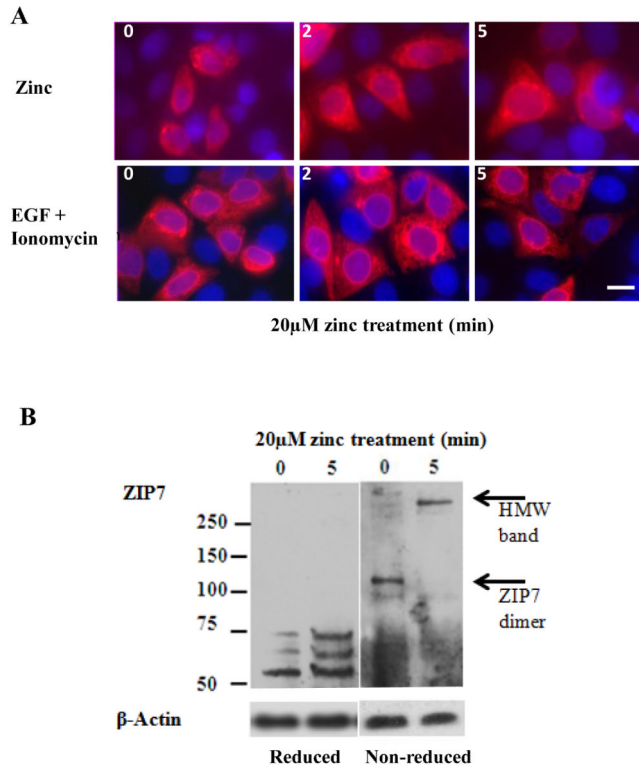 A
0
2
5
Zinc
0
2
5
EGF +
Ionomycin
20µM zinc treatment (min)
B
20µM zinc treatment (min)
0 5 0 5
ZIP7
HMW
band
250
150
100
ZIP7
dimer
75
50
β-Actin
Reduced Non-reduced